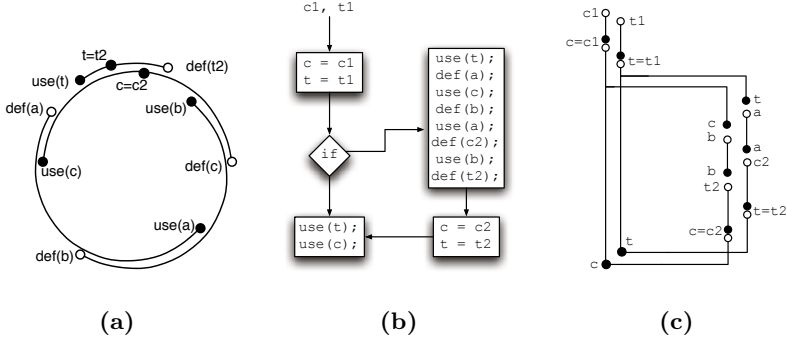 t=t2
def(t2)
use(t)
c=c2
use(b)
def(a)
use(c)
def(c)
use(a)
def(b)
(a)
c1, t1
c = c1
t = t1
if
use(t);
def(a);
use(c);
def(b);
use(a);
def(c2);
use(b);
def(t2);
use(t);
use(c);
c = c2
t = t2
(b)
c1
t1
c=c1
t=t1
t
a
c
b
a
c2
b
t2
t=t2
c=c2
t
c
(c)